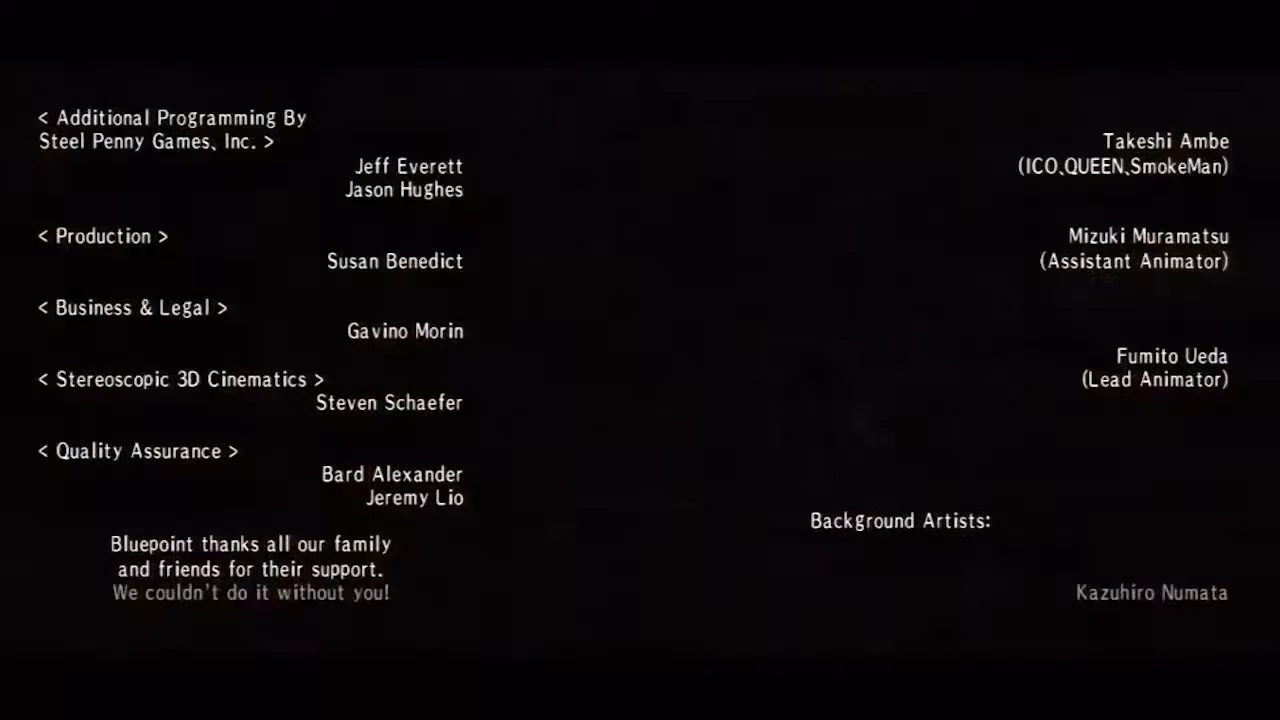 < Additional Programming By
Steel Penny Games, Inc. >
Jeff Everett
Jason Hughes
< Production >
Susan Benedict
< Business & Legal >
Gavino Morin
< Stereoscopic 3D Cinematics >
Steven Schaefer
< Quality Assurance >
Bard Alexander
Jeremy Lio
Bluepoint thanks all our family
and friends for their support.
We couldn't do it without you!
Takeshi Ambe
(ICO、QUEEN、SmokeMan)
Mizuki Muramatsu
(Assistant Animator)
Fumito Ueda
(Lead Animator)
Background Artists:
Kazuhiro Numata